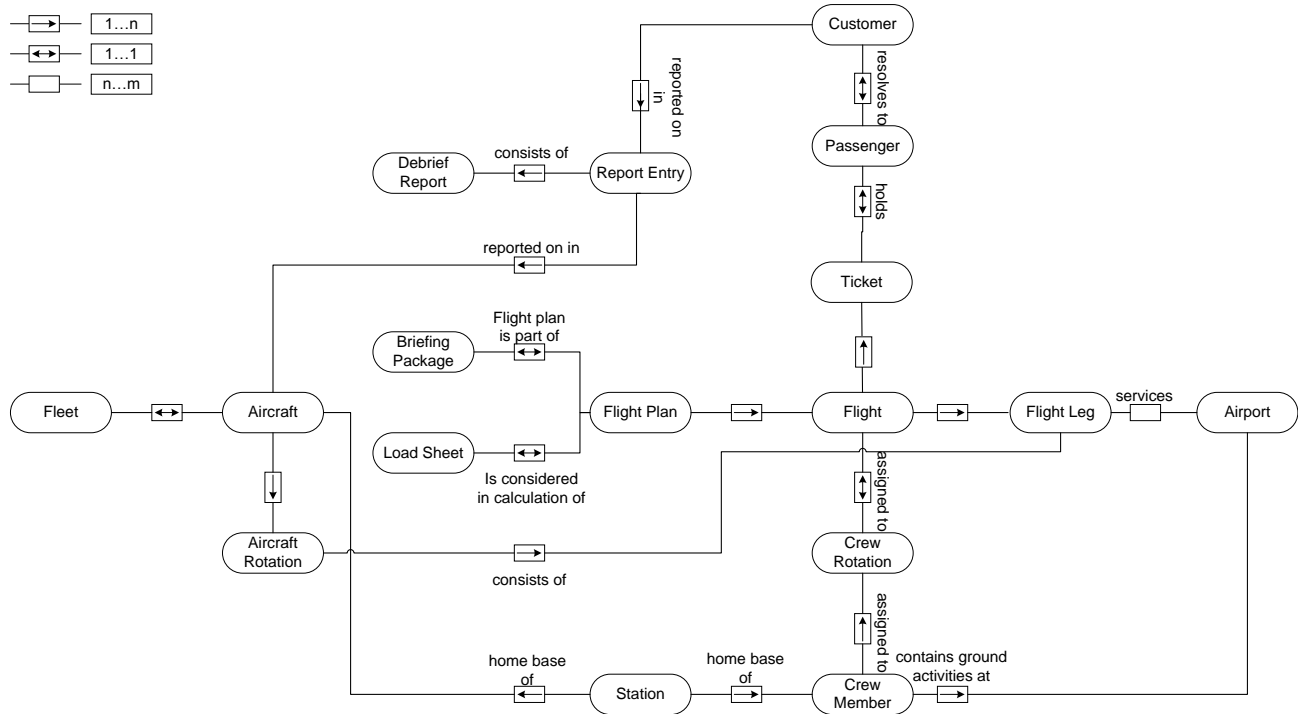 1…n
1…1
n…m
Customer
reported on
in
resolves to
Passenger
consists of
Debrief
Report
Report Entry
holds
reported on in
Ticket
Flight plan
is part of
Briefing
Package
services
Fleet
Aircraft
Flight Plan
Flight
Flight Leg
Airport
Load Sheet
Is considered
in calculation of
assigned to
Aircraft
Rotation
consists of
Crew
Rotation
assigned to
home base
of
home base
of
contains ground
activities at
Station
Crew
Member